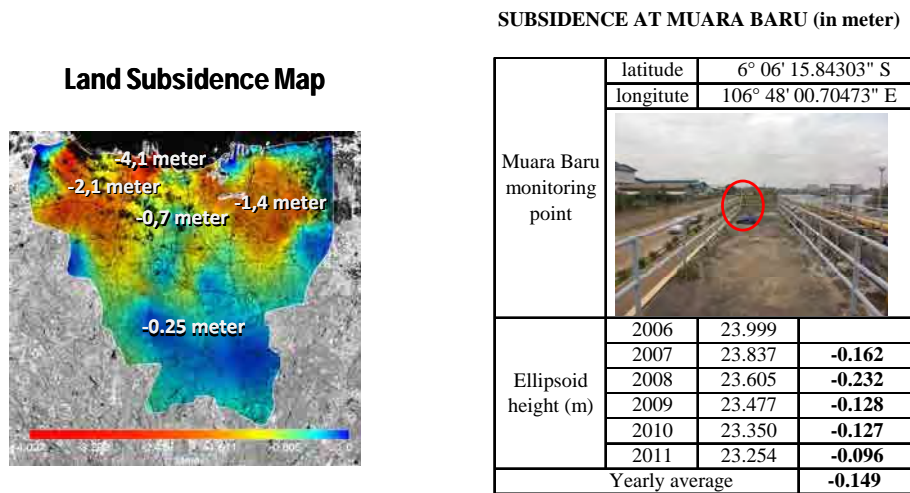 SUBSIDENCE AT MUARA BARU (in meter)
Land Subsidence Map
-4,1 meter
-2,1 meter
-1,4 meter
-0,7 meter
-0.25 meter
0
latitude 6° 06' 15.84303" S
longitute 106° 48' 00.70473" E
Muara Baru
monitoring
point
Ellipsoid
height (m)
2006 23.999
2007 23.837 -0.162
2008 23.605 -0.232
2009 23.477 -0.128
2010 23.350 -0.127
2011 23.254 -0.096
Yearly average -0.149